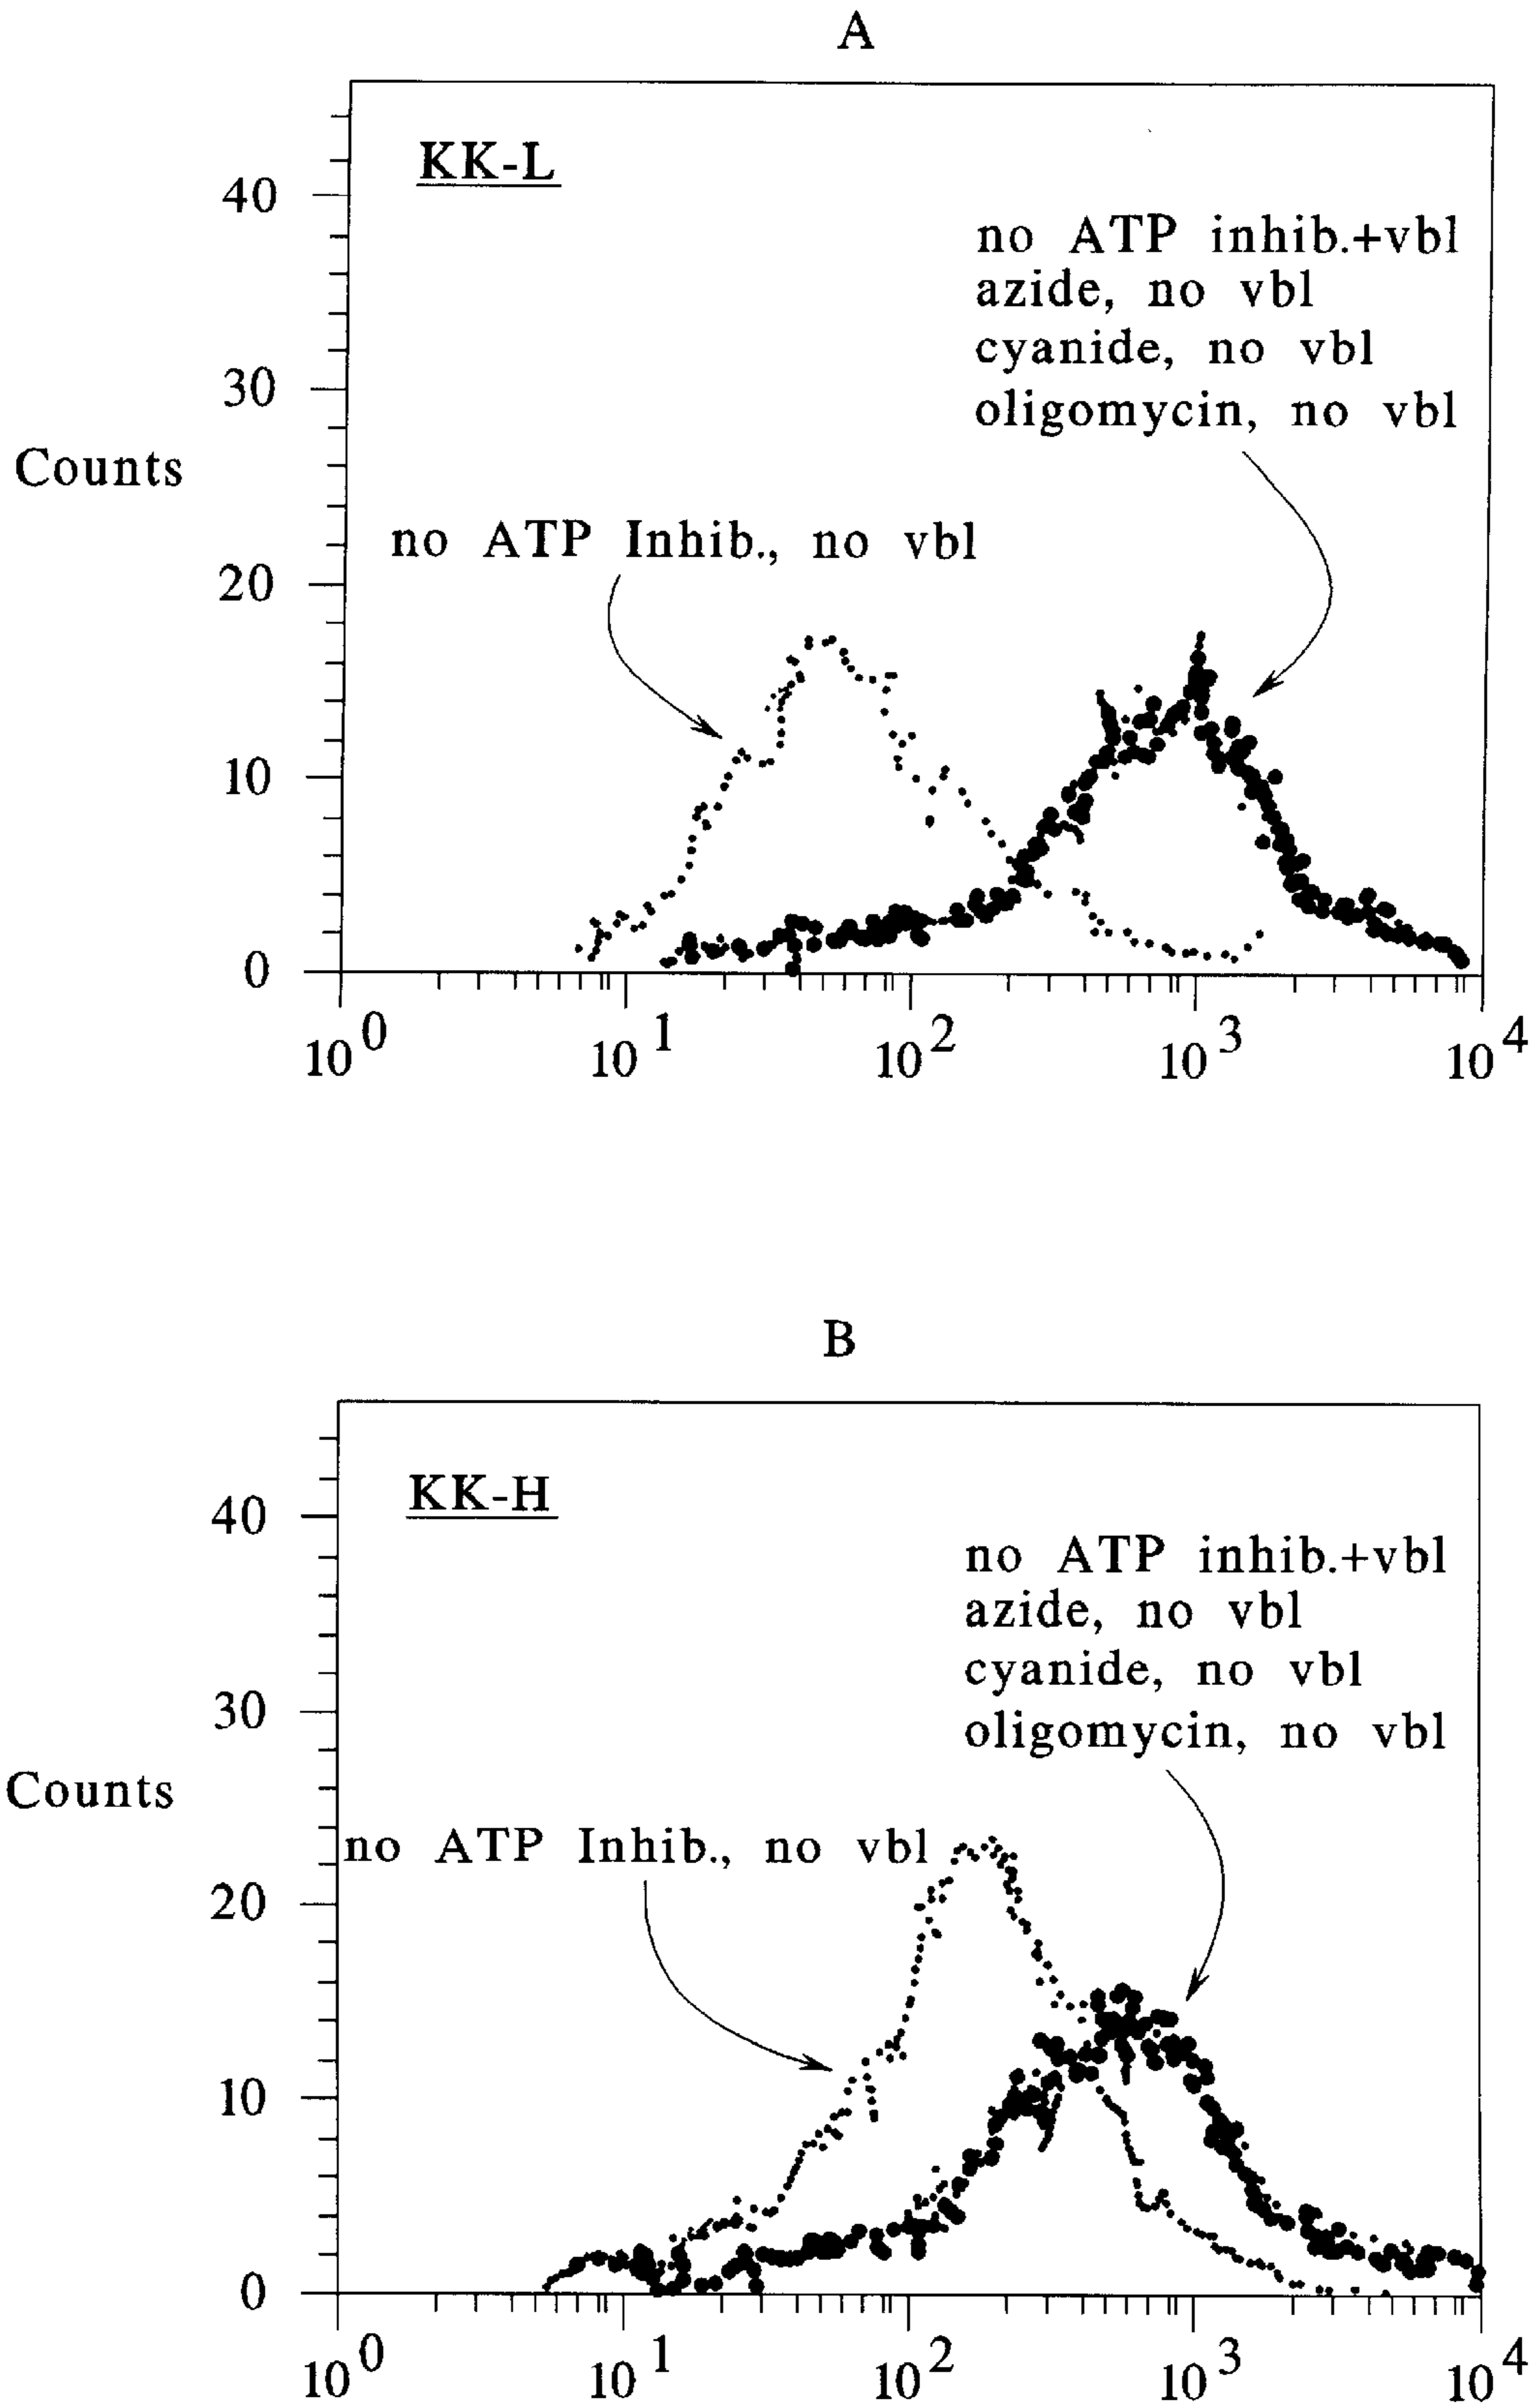 A
KK-L
40
no ATP inhib.+vbl
azide, no vbl
cyanide, no vbl
30
oligomycin, no vbl
Counts
no ATP Inhib., no vbl
20
10
0
10^0 10^1 10^2 10^3 10^4
B
KK-H
40
no ATP inhib.+vbl
azide, no vbl
cyanide, no vbl
30
oligomycin, no vbl
Counts
no ATP Inhib., no vbl
20
10
0
10^0 10^1 10^2 10^3 10^4